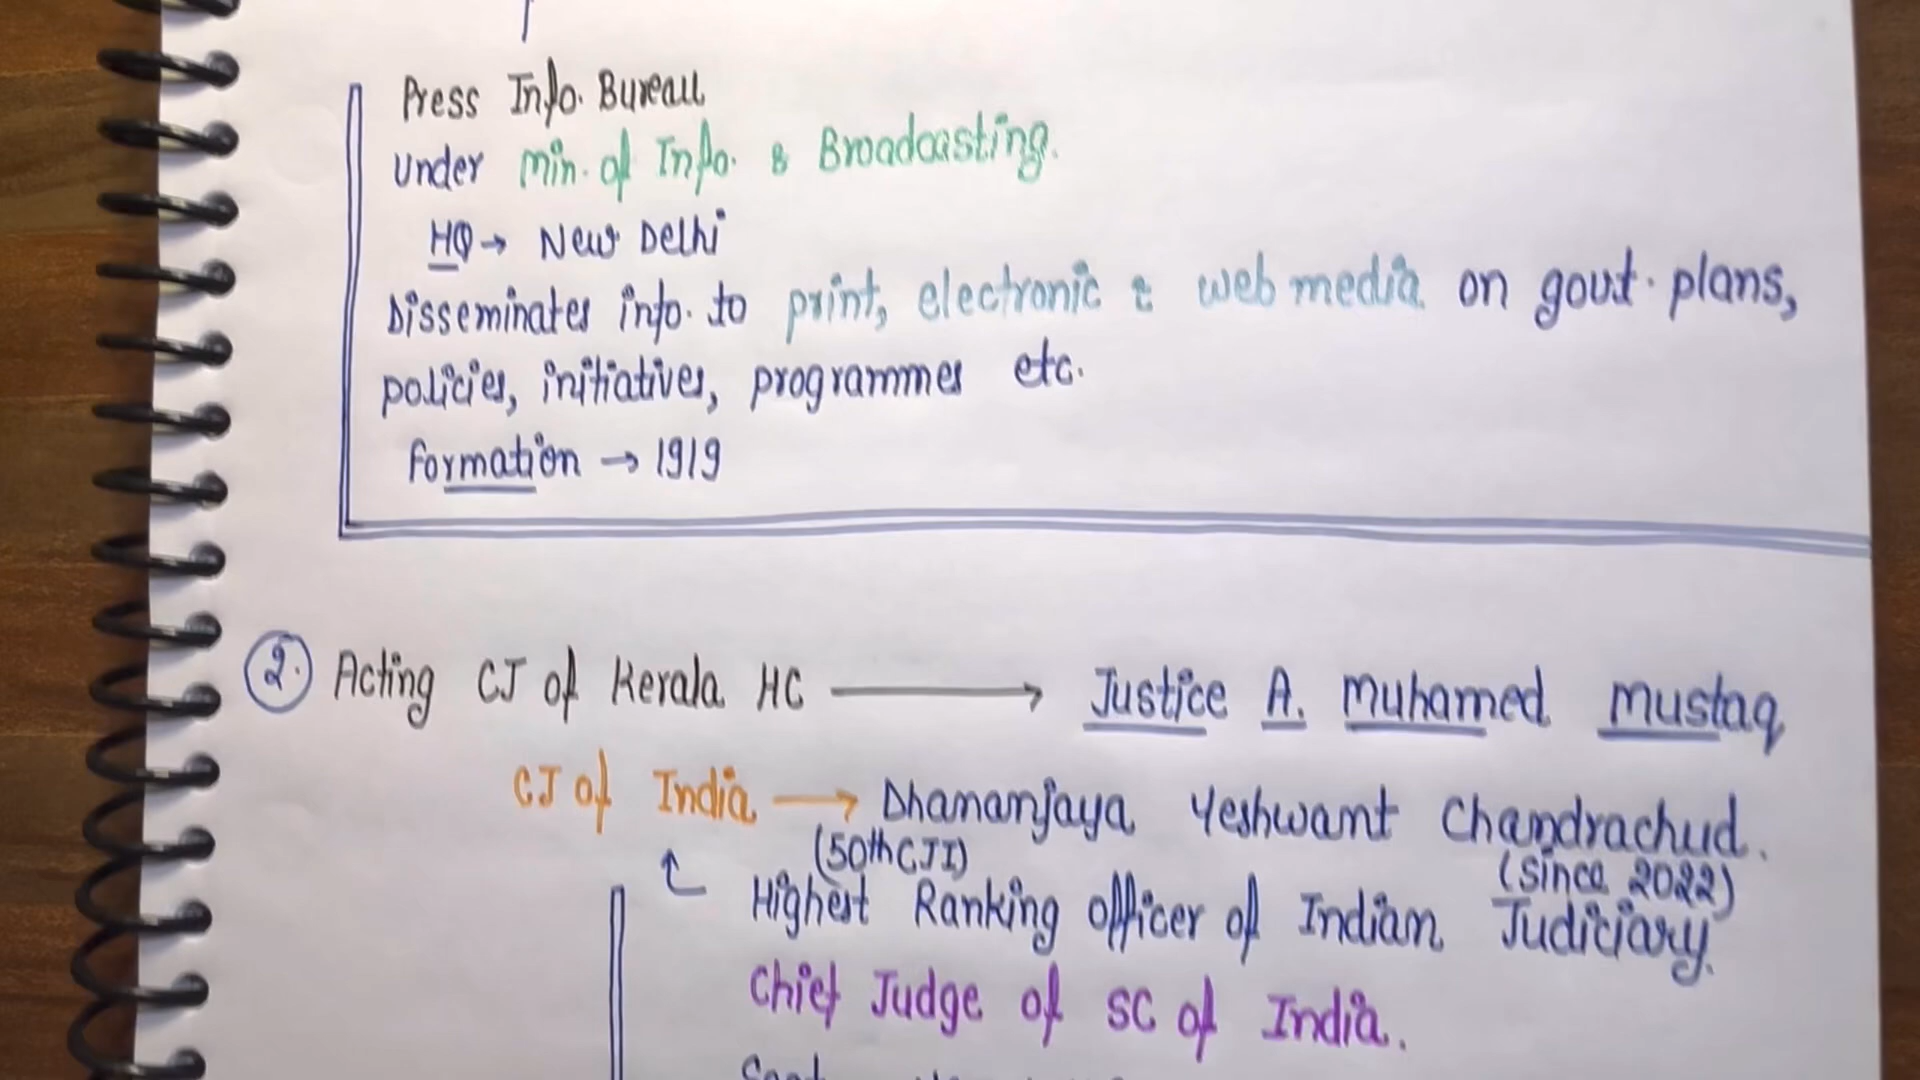 Press Info. Bureau
Under Min. of Info. & Broadcasting.
HQ → New Delhi
Disseminates info. to print, electronic & web media on govt. plans,
policies, initiatives, programmes etc.
Formation → 1919
2. Acting CJ of Kerala HC → Justice A. Muhamed Mustaq
CJ of India → Dhananjaya Yeshwant Chandrachud.
(50th CJI) (Since 2022)
Highest Ranking Officer of Indian Judiciary.
Chief Judge of SC of India.